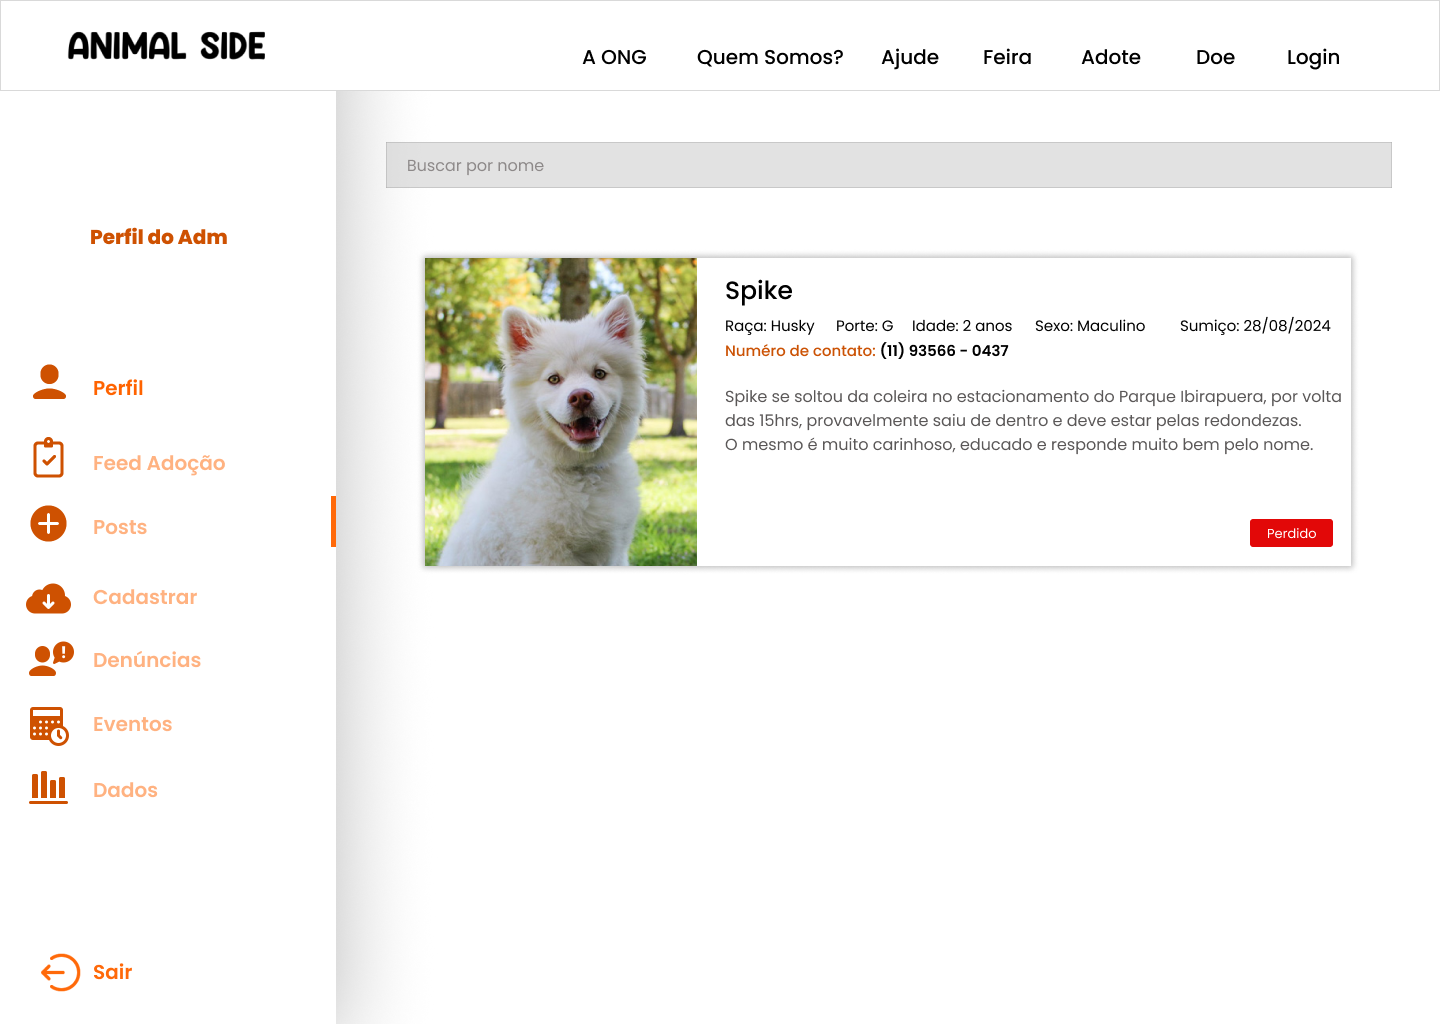 ANIMAL SIDE
A ONG Quem Somos? Ajude Feira Adote Doe Login
Buscar por nome
Perfil do Adm
Perfil
Feed Adoção
Posts
Cadastrar
Denúncias
Eventos
Dados
Sair
Spike
Raça: Husky Porte: G Idade: 2 anos Sexo: Maculino Sumiço: 28/08/2024
Numéro de contato: (11) 93566 - 0437
Spike se soltou da coleira no estacionamento do Parque Ibirapuera, por volta
das 15hrs, provavelmente saiu de dentro e deve estar pelas redondezas.
O mesmo é muito carinhoso, educado e responde muito bem pelo nome.
Perdido